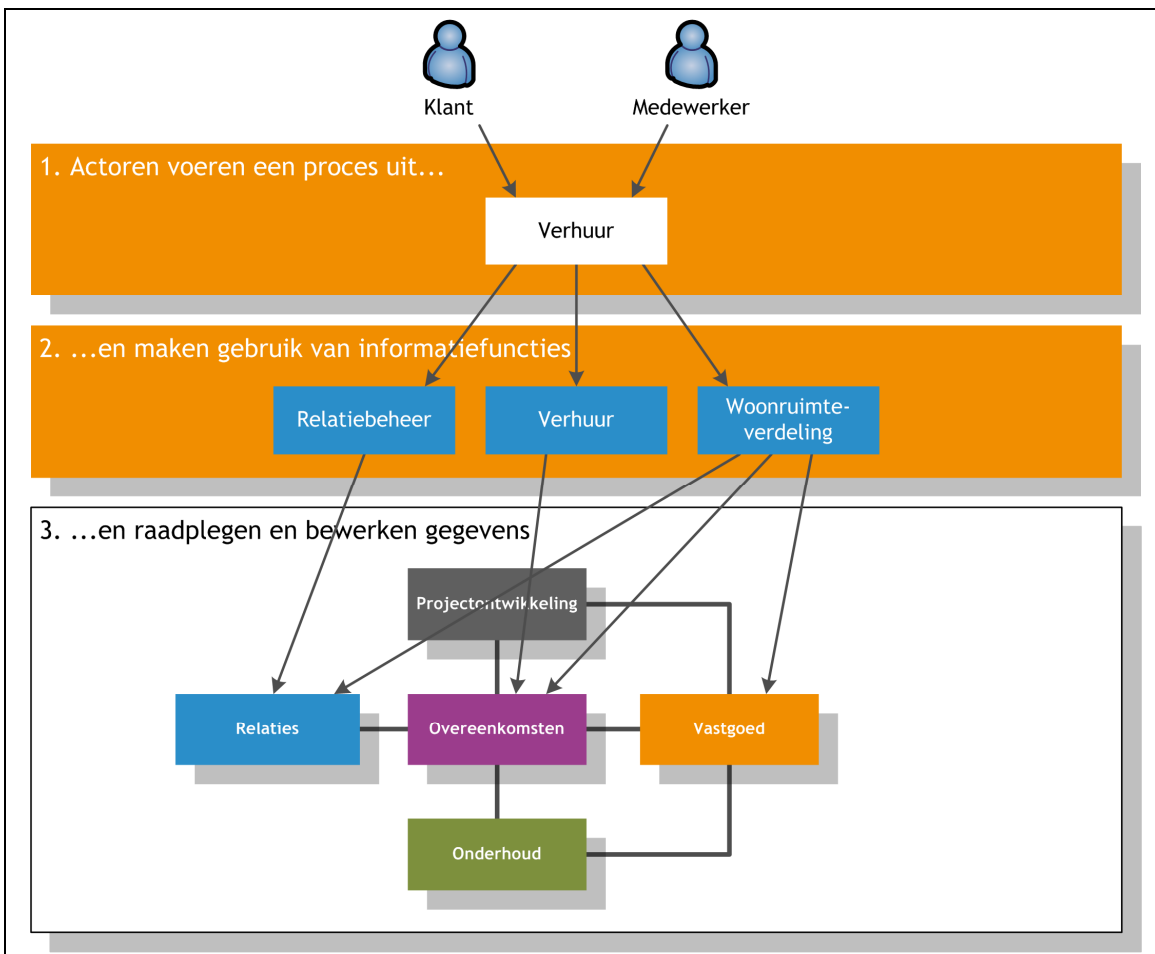 Klant
Medewerker
1. Actoren voeren een proces uit...
Verhuur
2. ...en maken gebruik van informatiefuncties
Relatiebeheer
Verhuur
Woonruimte-
verdeling
3. ...en raadplegen en bewerken gegevens
Projectontwikkeling
Relaties
Overeenkomsten
Vastgoed
Onderhoud